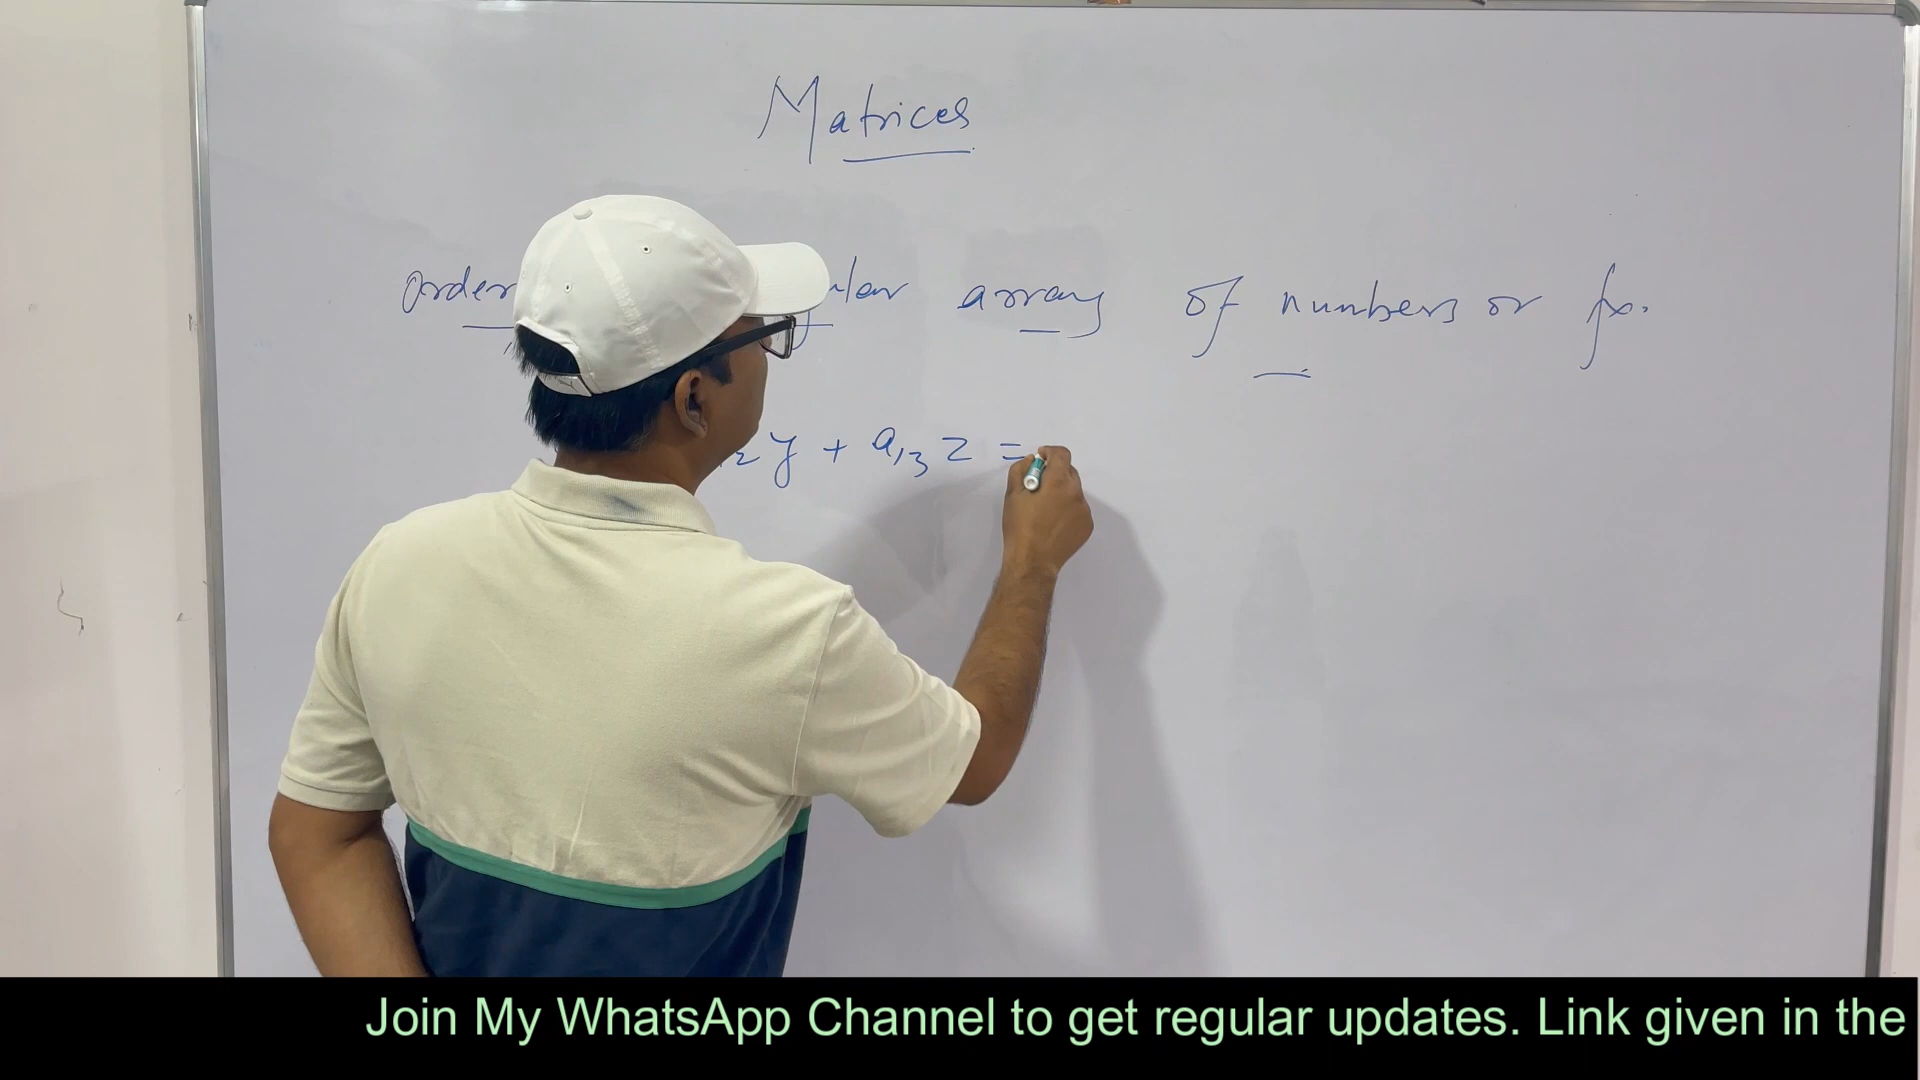 Matrices
array of numbers or fx.
y + a13 z =
Join My WhatsApp Channel to get regular updates. Link given in the